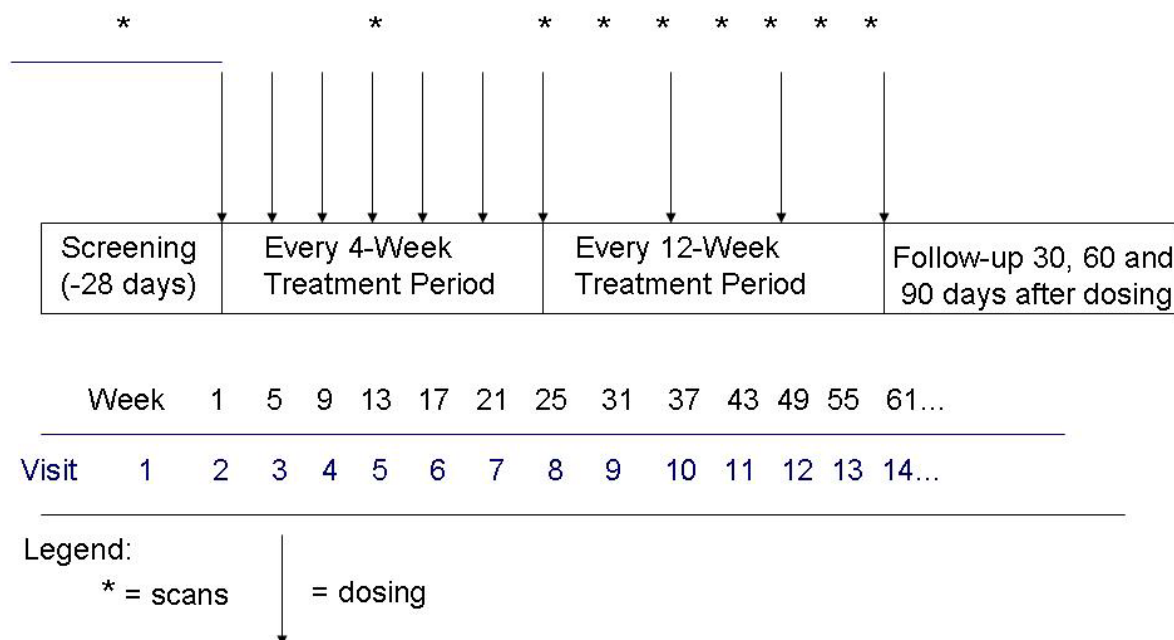 * * * * * * * * *
Screening Every 4-Week Every 12-Week Follow-up 30, 60 and
(-28 days) Treatment Period Treatment Period 90 days after dosing
Week 1 5 9 13 17 21 25 31 37 43 49 55 61...
Visit 1 2 3 4 5 6 7 8 9 10 11 12 13 14...
Legend:
* = scans = dosing